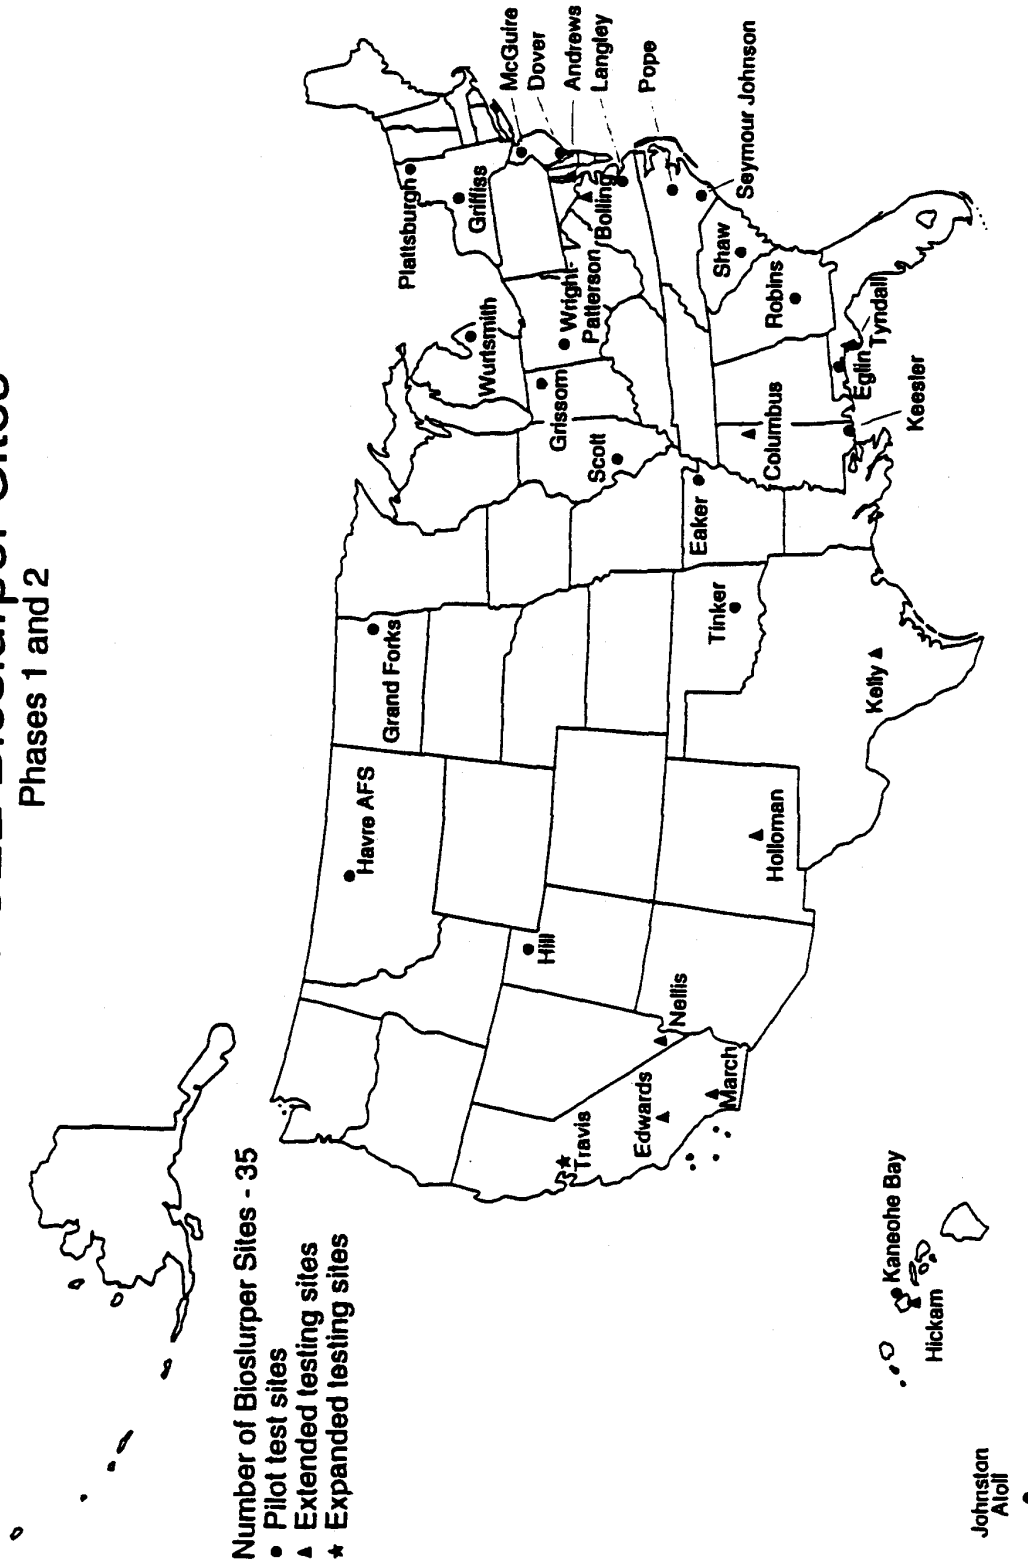 Bioslurper Sites
Phases 1 and 2
Number of Bioslurper Sites - 35
● Pilot test sites
▲ Extended testing sites
★ Expanded testing sites
Havre AFS
Grand Forks
Plattsburgh
Griffiss
Wurtsmith
McGuire
Dover
Andrews
Langley
Pope
Seymour Johnson
Bolling
Wright-
Patterson
Grissom
Scott
Hill
Travis
Edwards
Nellis
March
Holloman
Tinker
Eaker
Columbus
Shaw
Robins
Kelly
Tyndall
Eglin
Keesler
Kaneohe Bay
Hickam
Johnston
Atoll